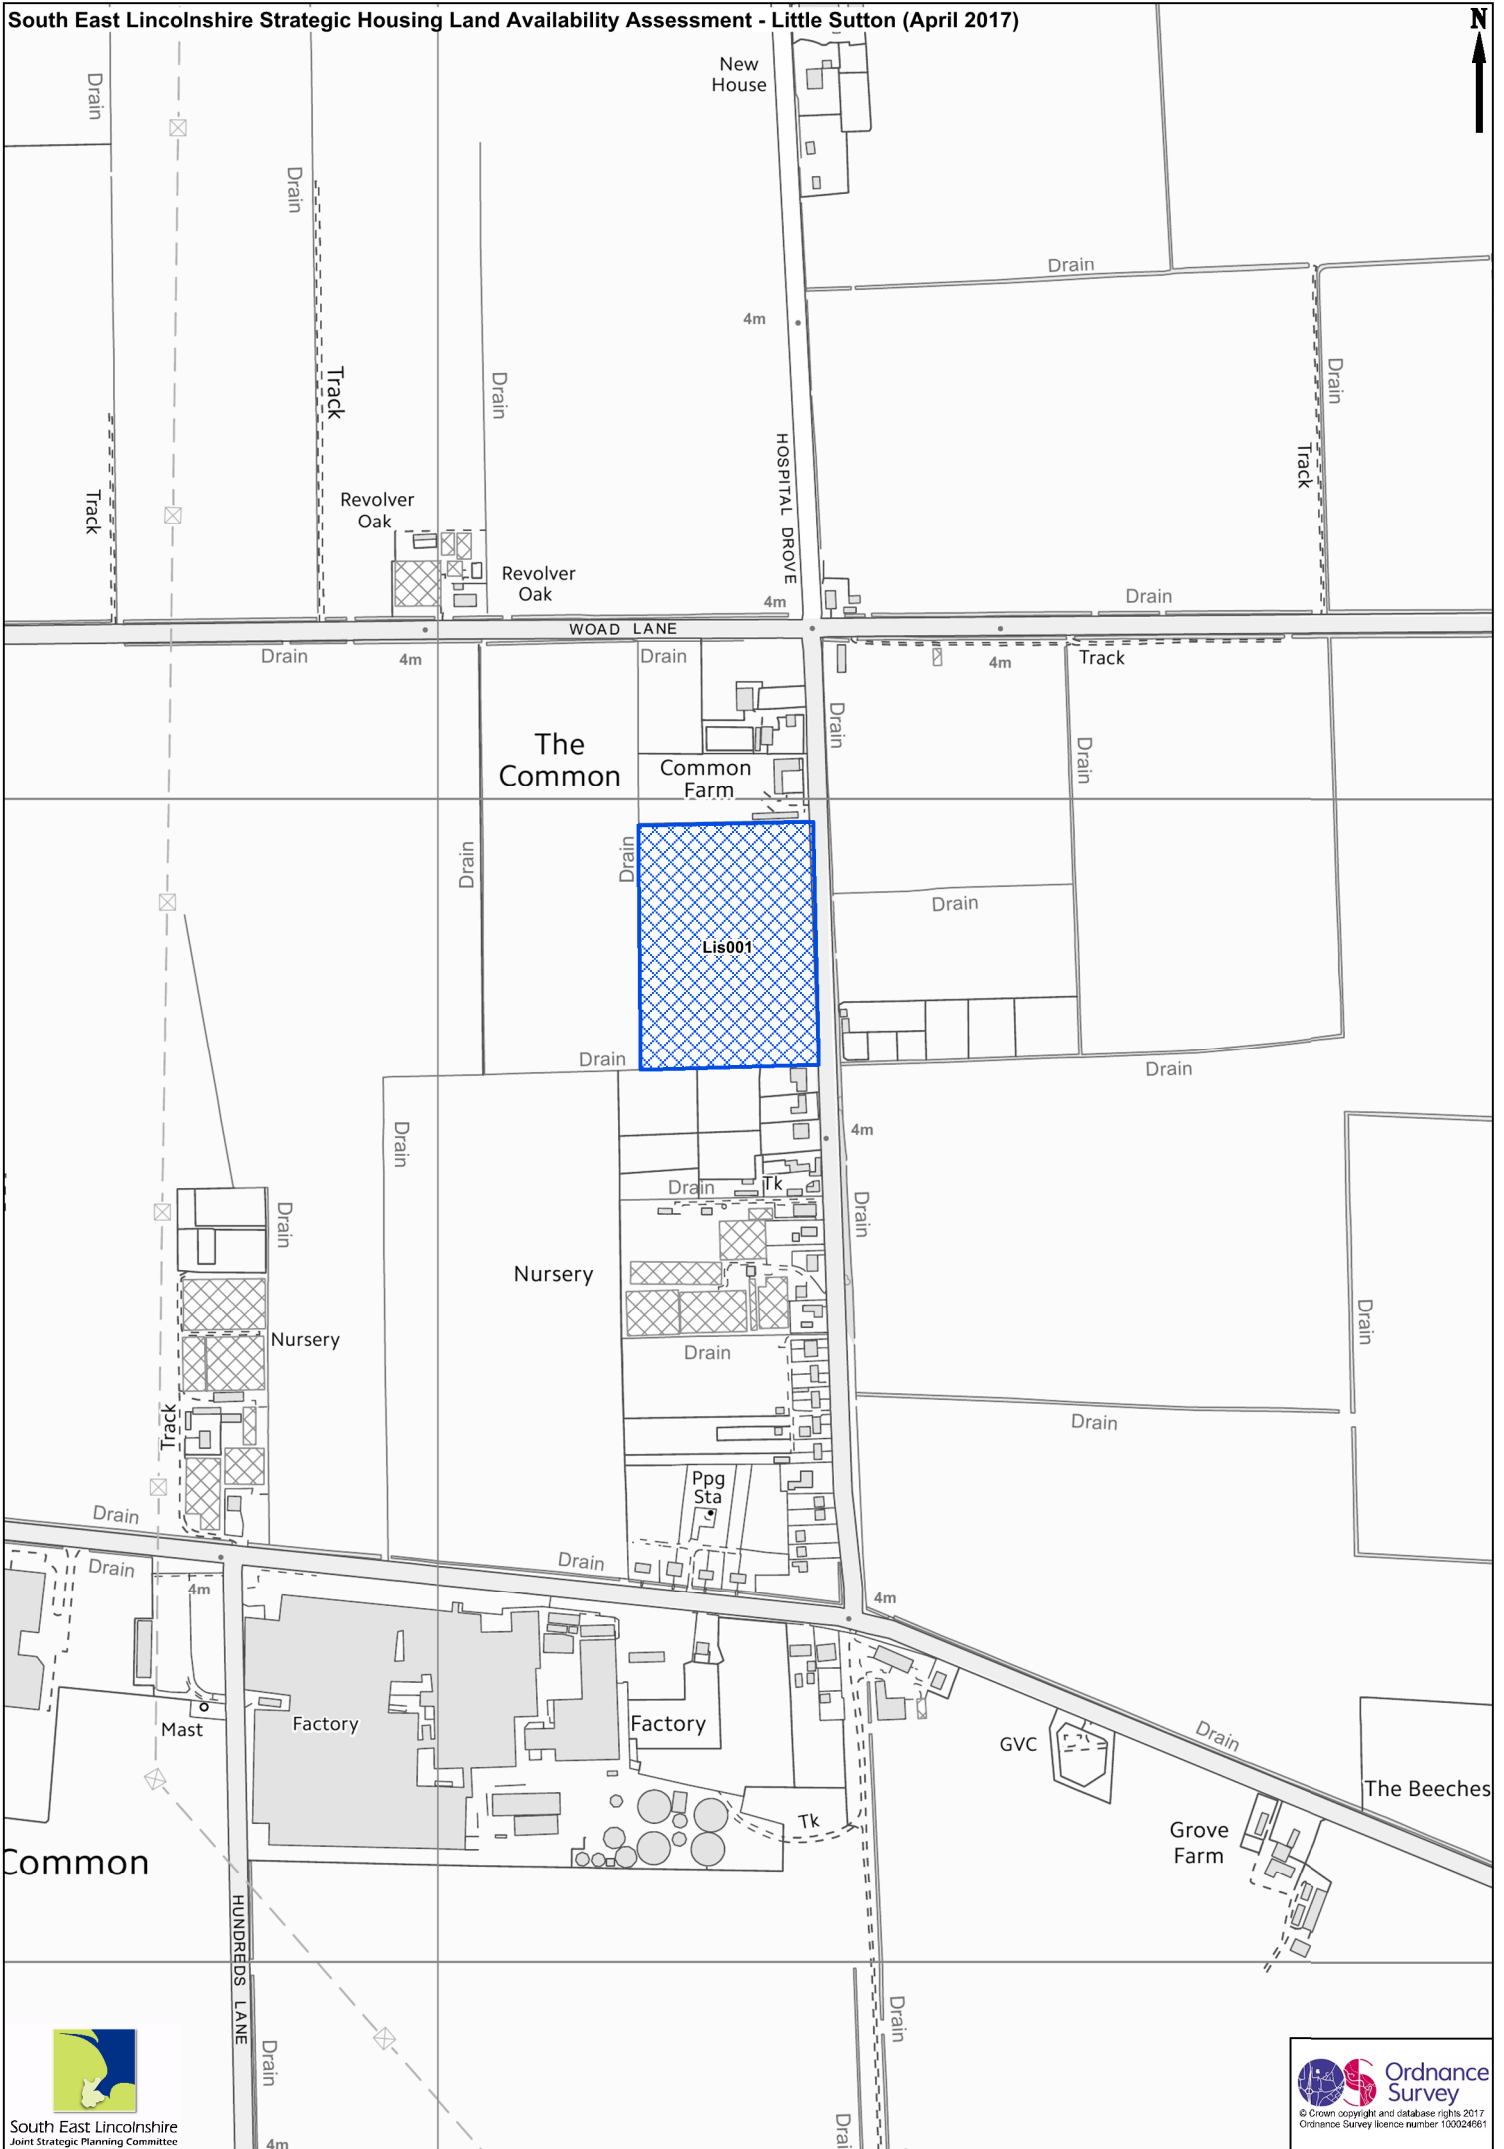 South East Lincolnshire Strategic Housing Land Availability Assessment - Little Sutton (April 2017)
N
New
House
Drain
Drain
Drain
4m
Track
Drain
Drain
HOSPITAL DROVE
Track
Track
Revolver
Oak
Revolver
Oak
4m
Drain
WOAD LANE
Drain
4m
Drain
4m
Track
Drain
The
Common
Common
Farm
Drain
Drain
Drain
Drain
Lis001
Drain
Drain
Drain
4m
Drain
Drain
Tk
Drain
Drain
Nursery
Nursery
Drain
Drain
Track
Drain
Ppg
Sta
Drain
Drain
Drain
4m
4m
Mast
Factory
Factory
GVC
Drain
The Beeches
Tk
Grove
Farm
Common
HUNDREDS LANE
Drain
Drain
Drain
4m
South East Lincolnshire
Joint Strategic Planning Committee
Ordnance
Survey
© Crown copyright and database rights 2017
Ordnance Survey licence number 100024661